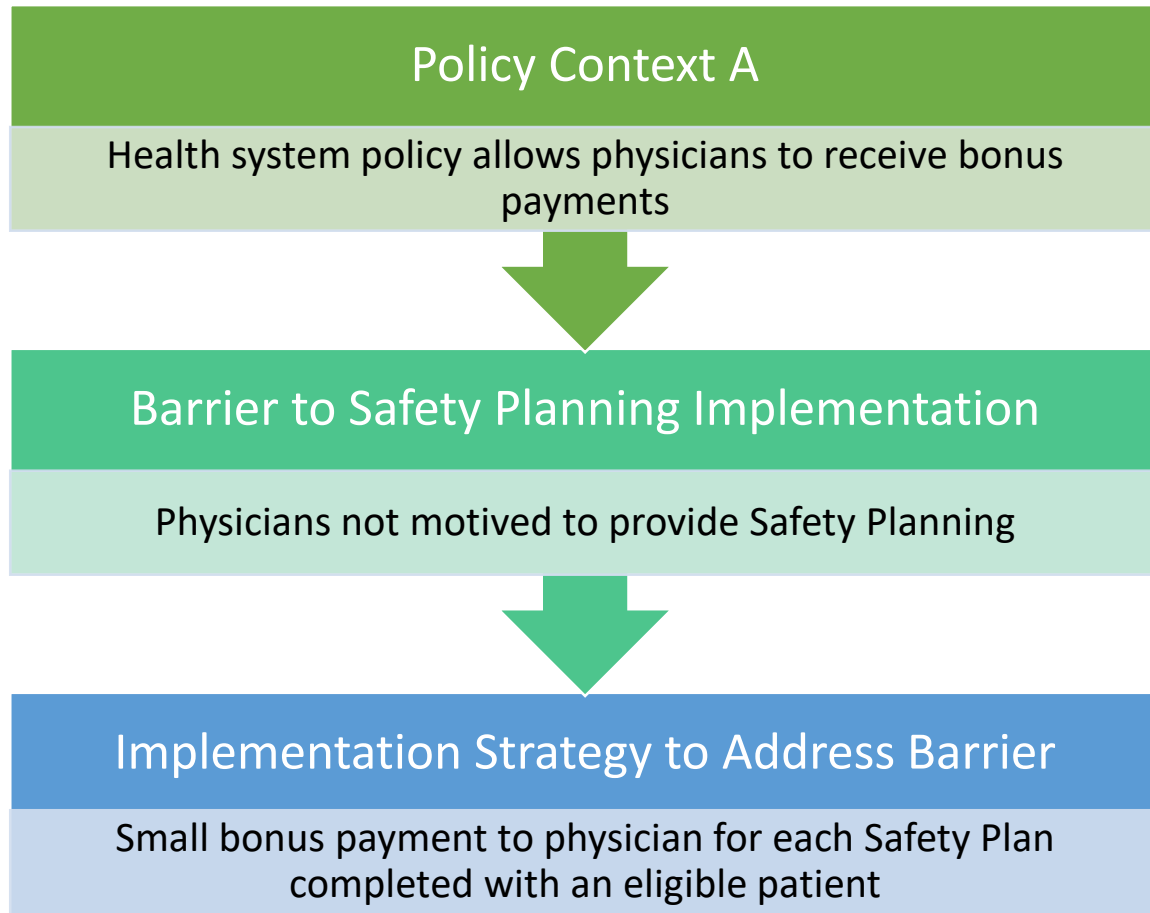 Policy Context A
Health system policy allows physicians to receive bonus
payments
Barrier to Safety Planning Implementation
Physicians not motived to provide Safety Planning
Implementation Strategy to Address Barrier
Small bonus payment to physician for each Safety Plan
completed with an eligible patient